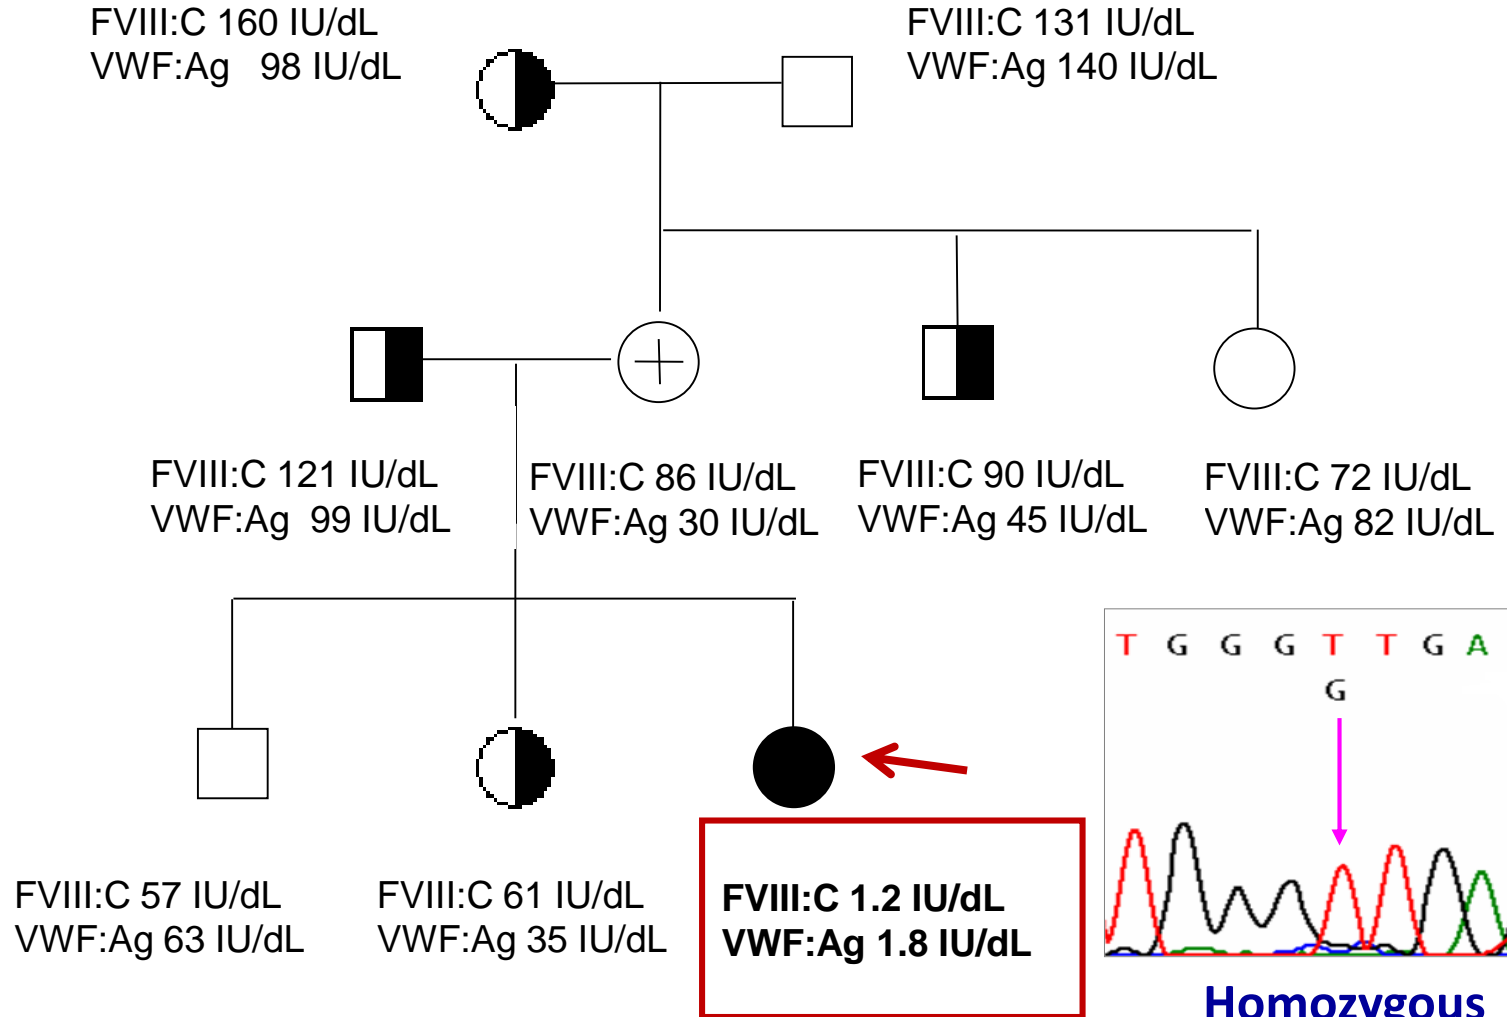 FVIII:C 160 IU/dL
VWF:Ag 98 IU/dL
FVIII:C 131 IU/dL
VWF:Ag 140 IU/dL
FVIII:C 121 IU/dL
VWF:Ag 99 IU/dL
FVIII:C 86 IU/dL
VWF:Ag 30 IU/dL
FVIII:C 90 IU/dL
VWF:Ag 45 IU/dL
FVIII:C 72 IU/dL
VWF:Ag 82 IU/dL
FVIII:C 57 IU/dL
VWF:Ag 63 IU/dL
FVIII:C 61 IU/dL
VWF:Ag 35 IU/dL
FVIII:C 1.2 IU/dL
VWF:Ag 1.8 IU/dL
T G G G T T G A
G
Homozygous